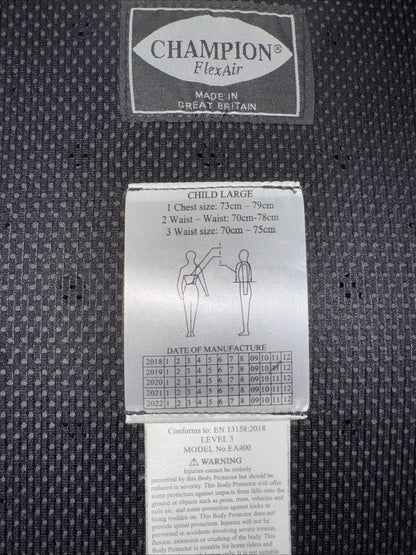 CHAMPION®
FlexAir
MADE IN
GREAT BRITAIN
CHILD LARGE
1 Chest size: 73cm – 79cm
2 Waist – Waist: 70cm-78cm
3 Waist size: 70cm – 75cm
DATE OF MANUFACTURE
2018 1 2 3 4 5 6 7 8 09 10 11 12
2019 1 2 3 4 5 6 7 8 09 10 11 12
2020 1 2 3 4 5 6 7 8 09 10 11 12
2021 1 2 3 4 5 6 7 8 09 10 11 12
2022 1 2 3 4 5 6 7 8 09 10 11 12
Conforms to: EN 13158:2018
LEVEL 3
MODEL No.EA400
⚠ WARNING
Injuries cannot be entirely
prevented by this Body Protector but should be
reduced in severity. This Body Protector will offer
some protection against impacts from falls onto the
ground or objects such as posts, trees, vehicles and
rails etc. and some protection against kicks or
being trodden on. This Body Protector does not
provide spinal protection. Injuries will not be
prevented in accidents involving severe torsion,
flexion, extension or crushing of the body. This
Body Protector is suitable for horse riders and